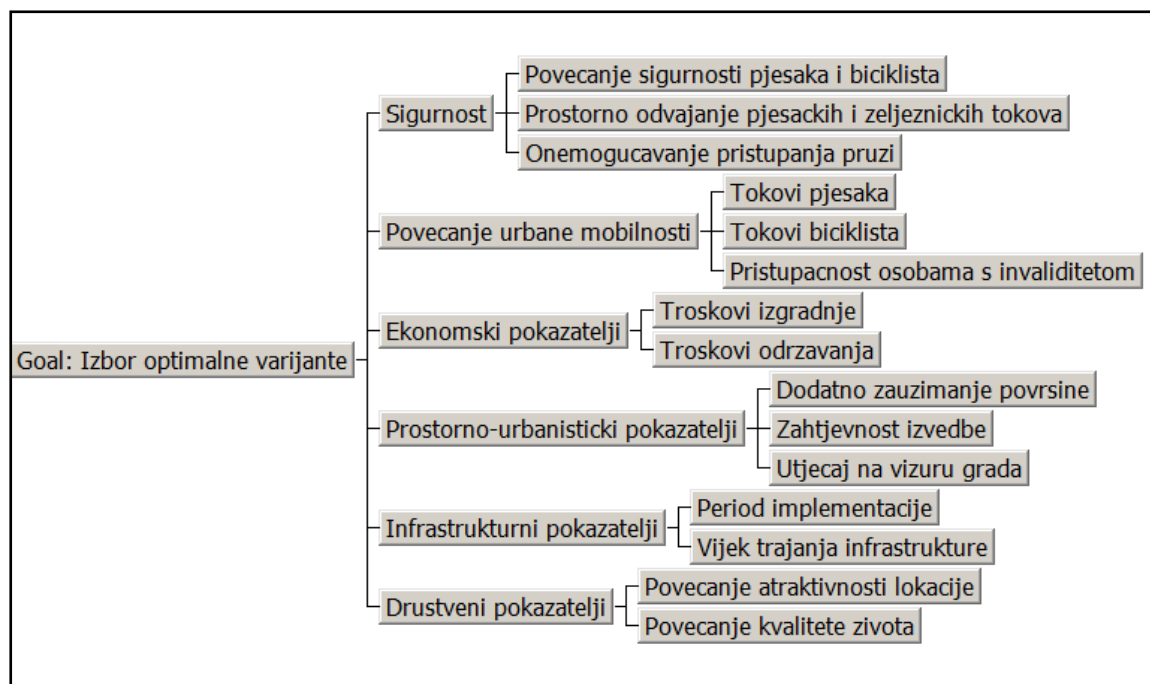 Goal: Izbor optimalne varijante
Sigurnost
Povecanje sigurnosti pjesaka i biciklista
Prostorno odvajanje pjesackih i zeljeznickih tokova
Onemogucavanje pristupanja pruzi
Povecanje urbane mobilnosti
Tokovi pjesaka
Tokovi biciklista
Pristupacnost osobama s invaliditetom
Ekonomski pokazatelji
Troskovi izgradnje
Troskovi odrzavanja
Prostorno-urbanisticki pokazatelji
Dodatno zauzimanje povrsine
Zahtjevnost izvedbe
Utjecaj na vizuru grada
Infrastrukturni pokazatelji
Period implementacije
Vijek trajanja infrastrukture
Drustveni pokazatelji
Povecanje atraktivnosti lokacije
Povecanje kvalitete zivota